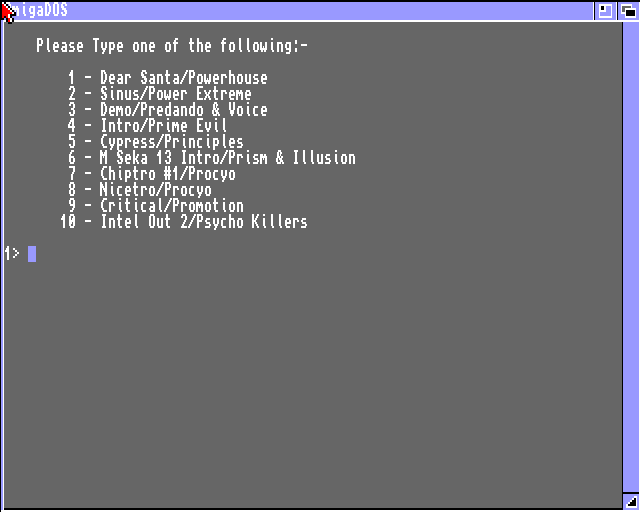 AmigaDOS
Please Type one of the following:-
1 - Dear Santa/Powerhouse
2 - Sinus/Power Extreme
3 - Demo/Predando & Voice
4 - Intro/Prime Evil
5 - Cypress/Principles
6 - M Seka 13 Intro/Prism & Illusion
7 - Chiptro #1/Procyo
8 - Nicetro/Procyo
9 - Critical/Promotion
10 - Intel Out 2/Psycho Killers
1>